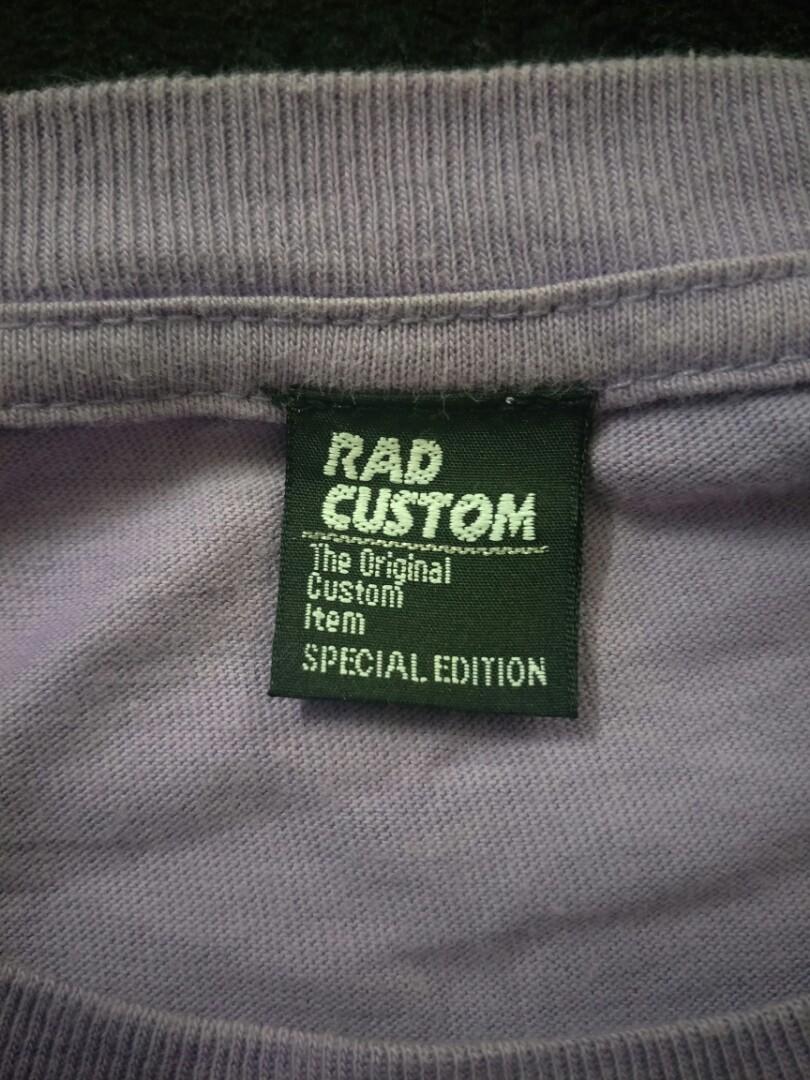 RAD
CUSTOM
The Original
Custom
Item
SPECIAL EDITION